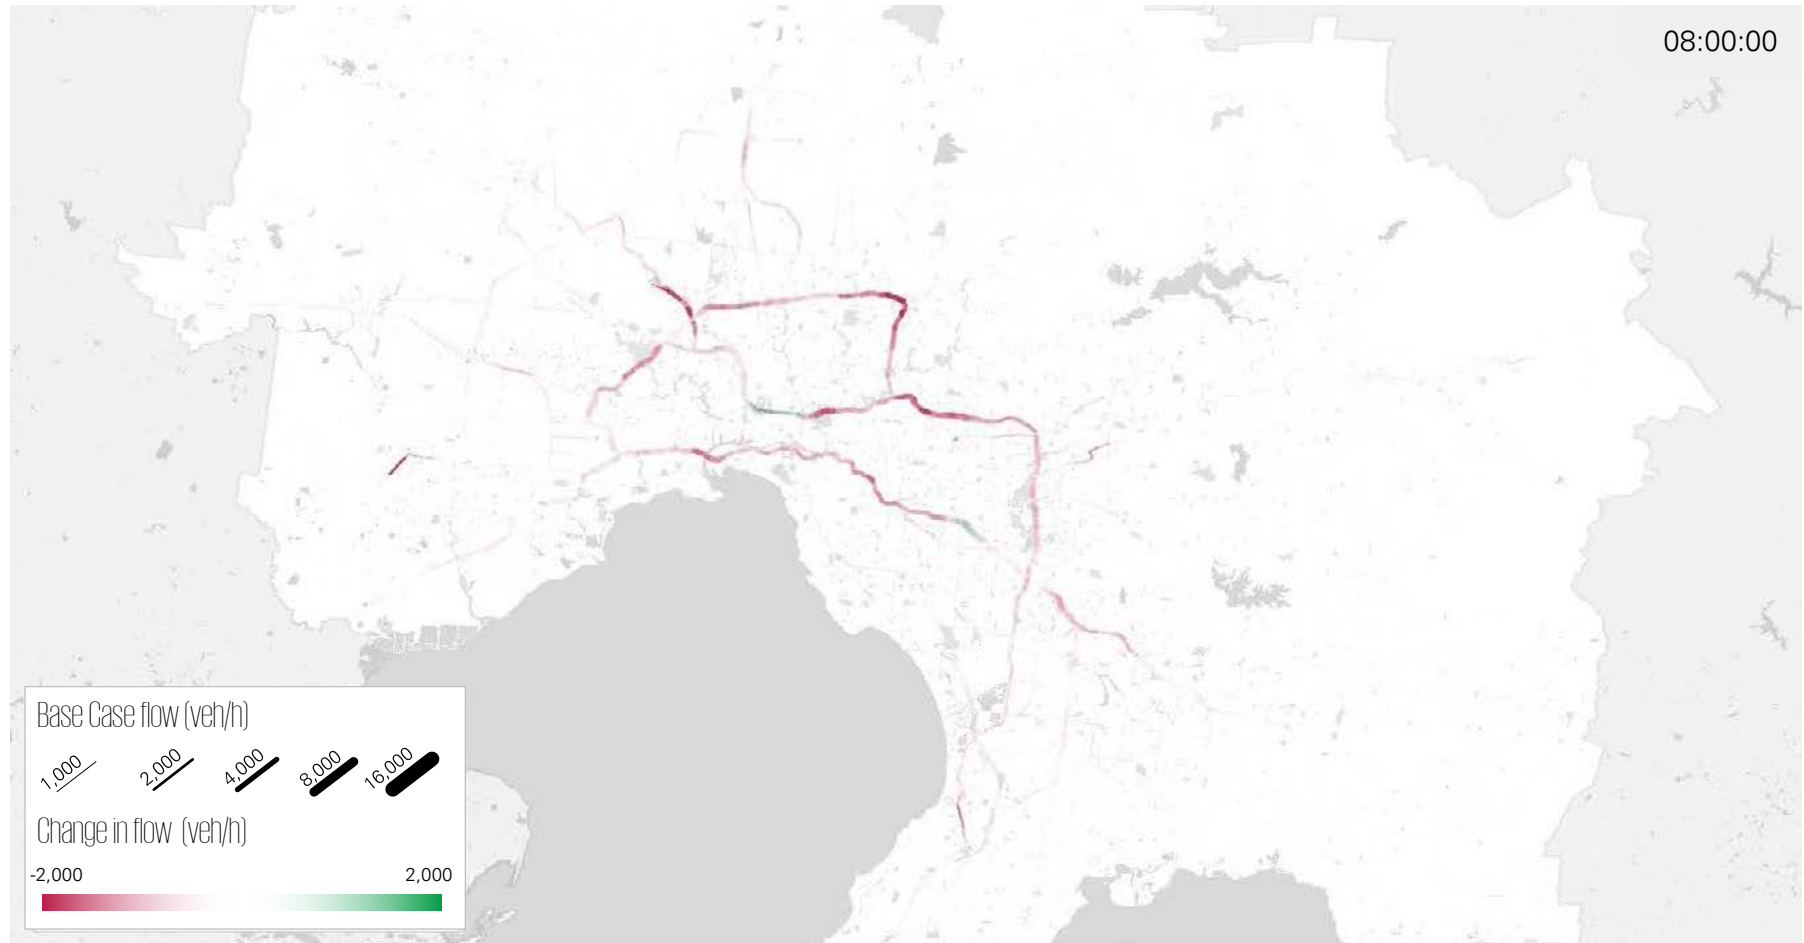 08:00:00
Base Case flow (veh/h)
1,000 2,000 4,000 8,000 16,000
Change in flow (veh/h)
-2,000 2,000